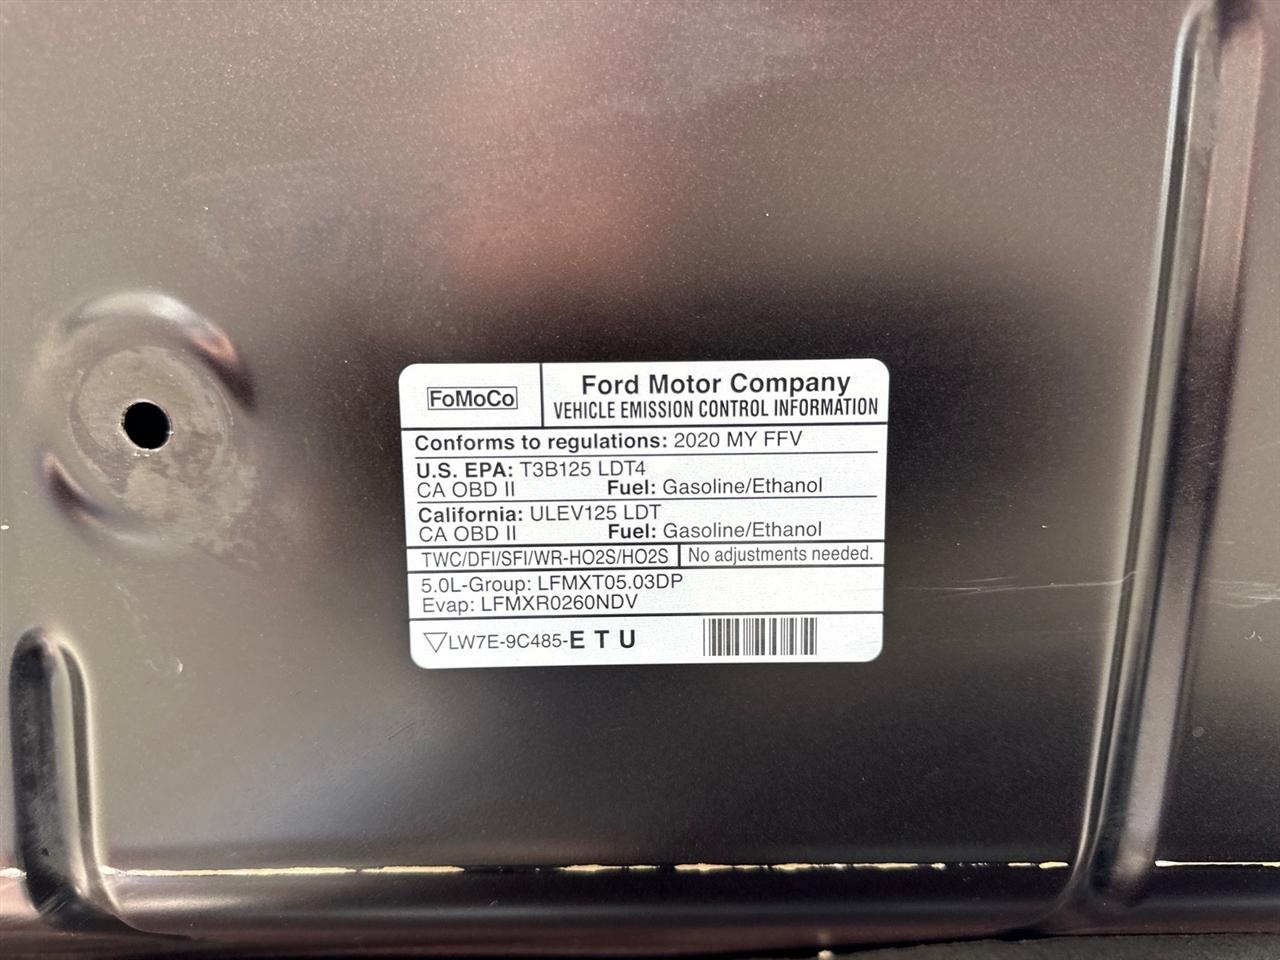 FoMoCo
Ford Motor Company
VEHICLE EMISSION CONTROL INFORMATION
Conforms to regulations: 2020 MY FFV
U.S. EPA: T3B125 LDT4
CA OBD II Fuel: Gasoline/Ethanol
California: ULEV125 LDT
CA OBD II Fuel: Gasoline/Ethanol
TWC/DFI/SFI/WR-HO2S/HO2S No adjustments needed.
5.0L-Group: LFMXT05.03DP
Evap: LFMXR0260NDV
LW7E-9C485-E T U